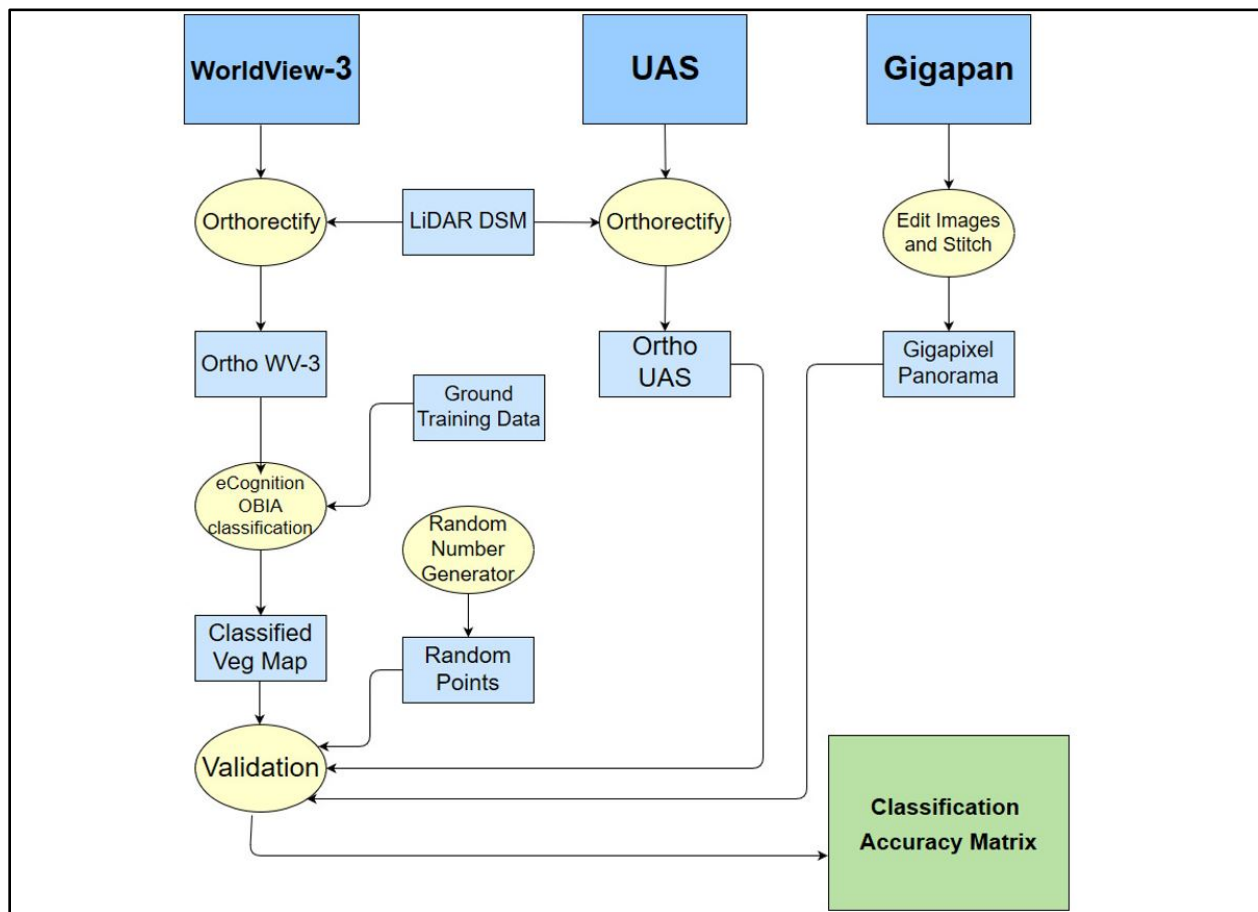 WorldView-3
UAS
Gigapan
Orthorectify
LiDAR DSM
Orthorectify
Edit Images
and Stitch
Ortho WV-3
Ortho
UAS
Gigapixel
Panorama
Ground
Training Data
eCognition
OBIA
classification
Random
Number
Generator
Classified
Veg Map
Random
Points
Validation
Classification
Accuracy Matrix